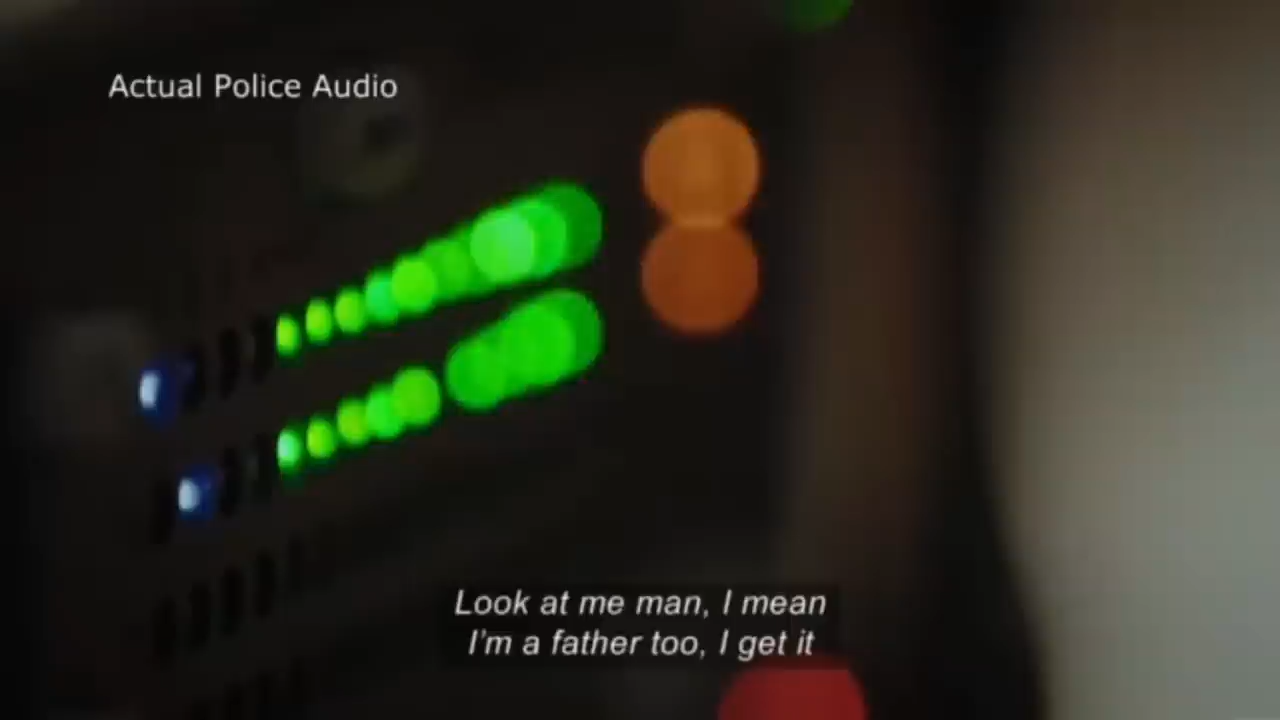 Actual Police Audio
Look at me man, I mean
I'm a father too, I get it